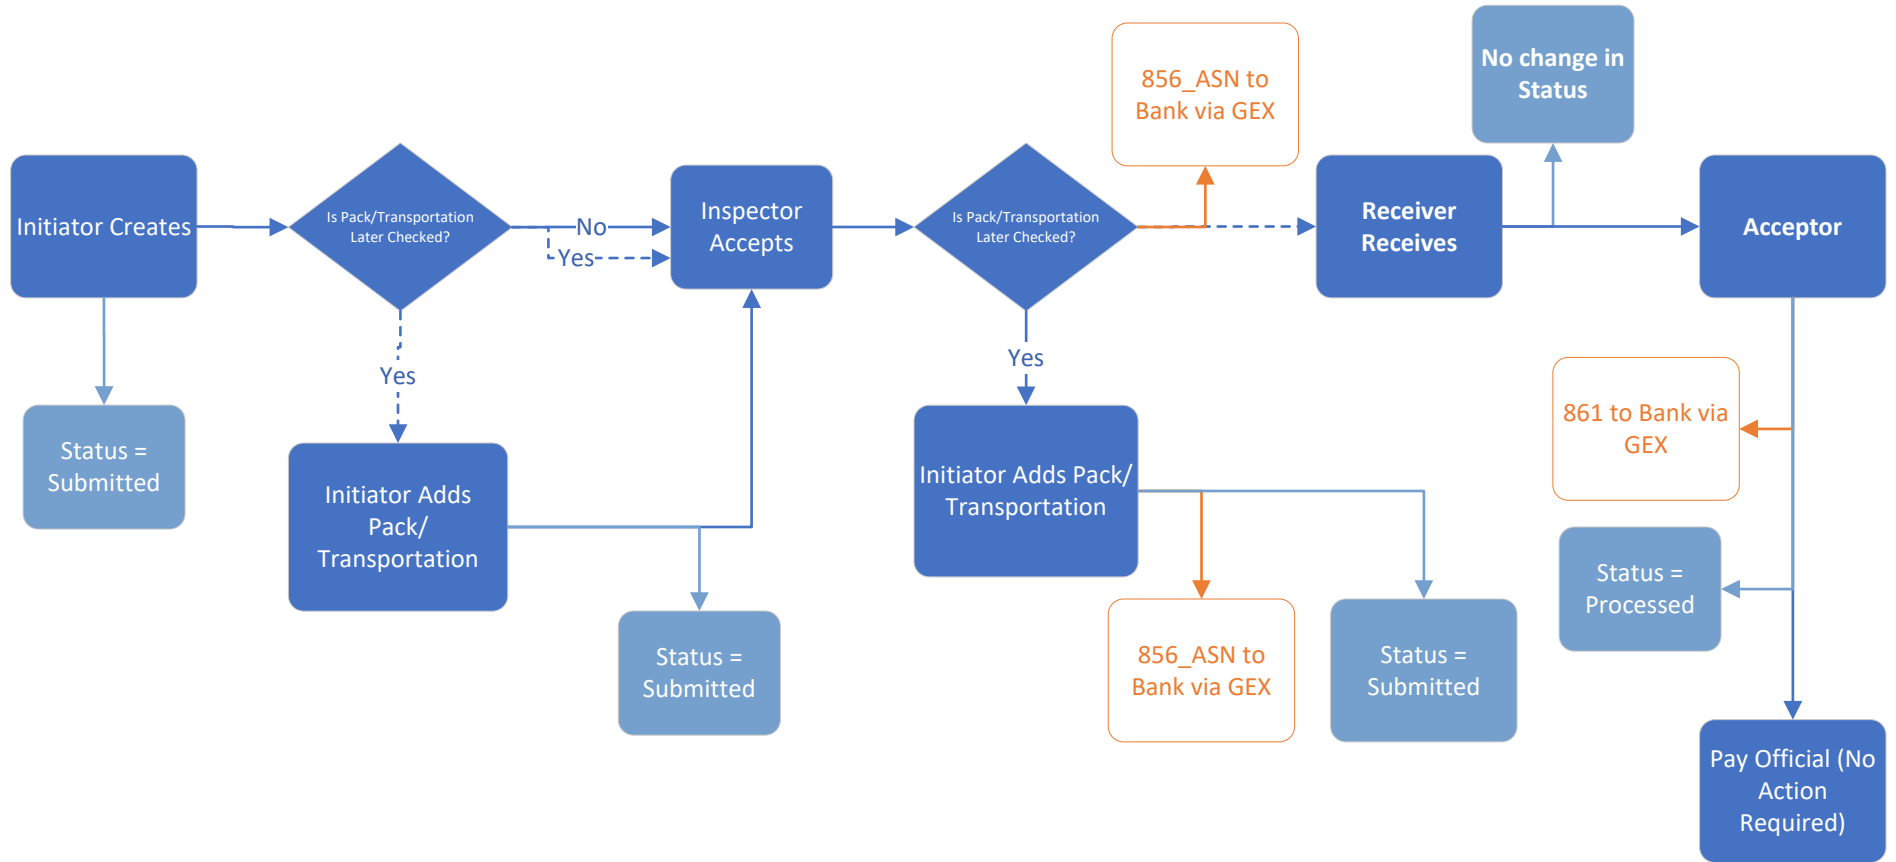 Initiator Creates
Status =
Submitted
Is Pack/Transportation
Later Checked?
No
Yes
Yes
Initiator Adds
Pack/
Transportation
Status =
Submitted
Inspector
Accepts
Is Pack/Transportation
Later Checked?
856_ASN to
Bank via GEX
Yes
Initiator Adds Pack/
Transportation
856_ASN to
Bank via GEX
Status =
Submitted
Receiver
Receives
No change in
Status
Acceptor
861 to Bank via
GEX
Status =
Processed
Pay Official (No
Action
Required)